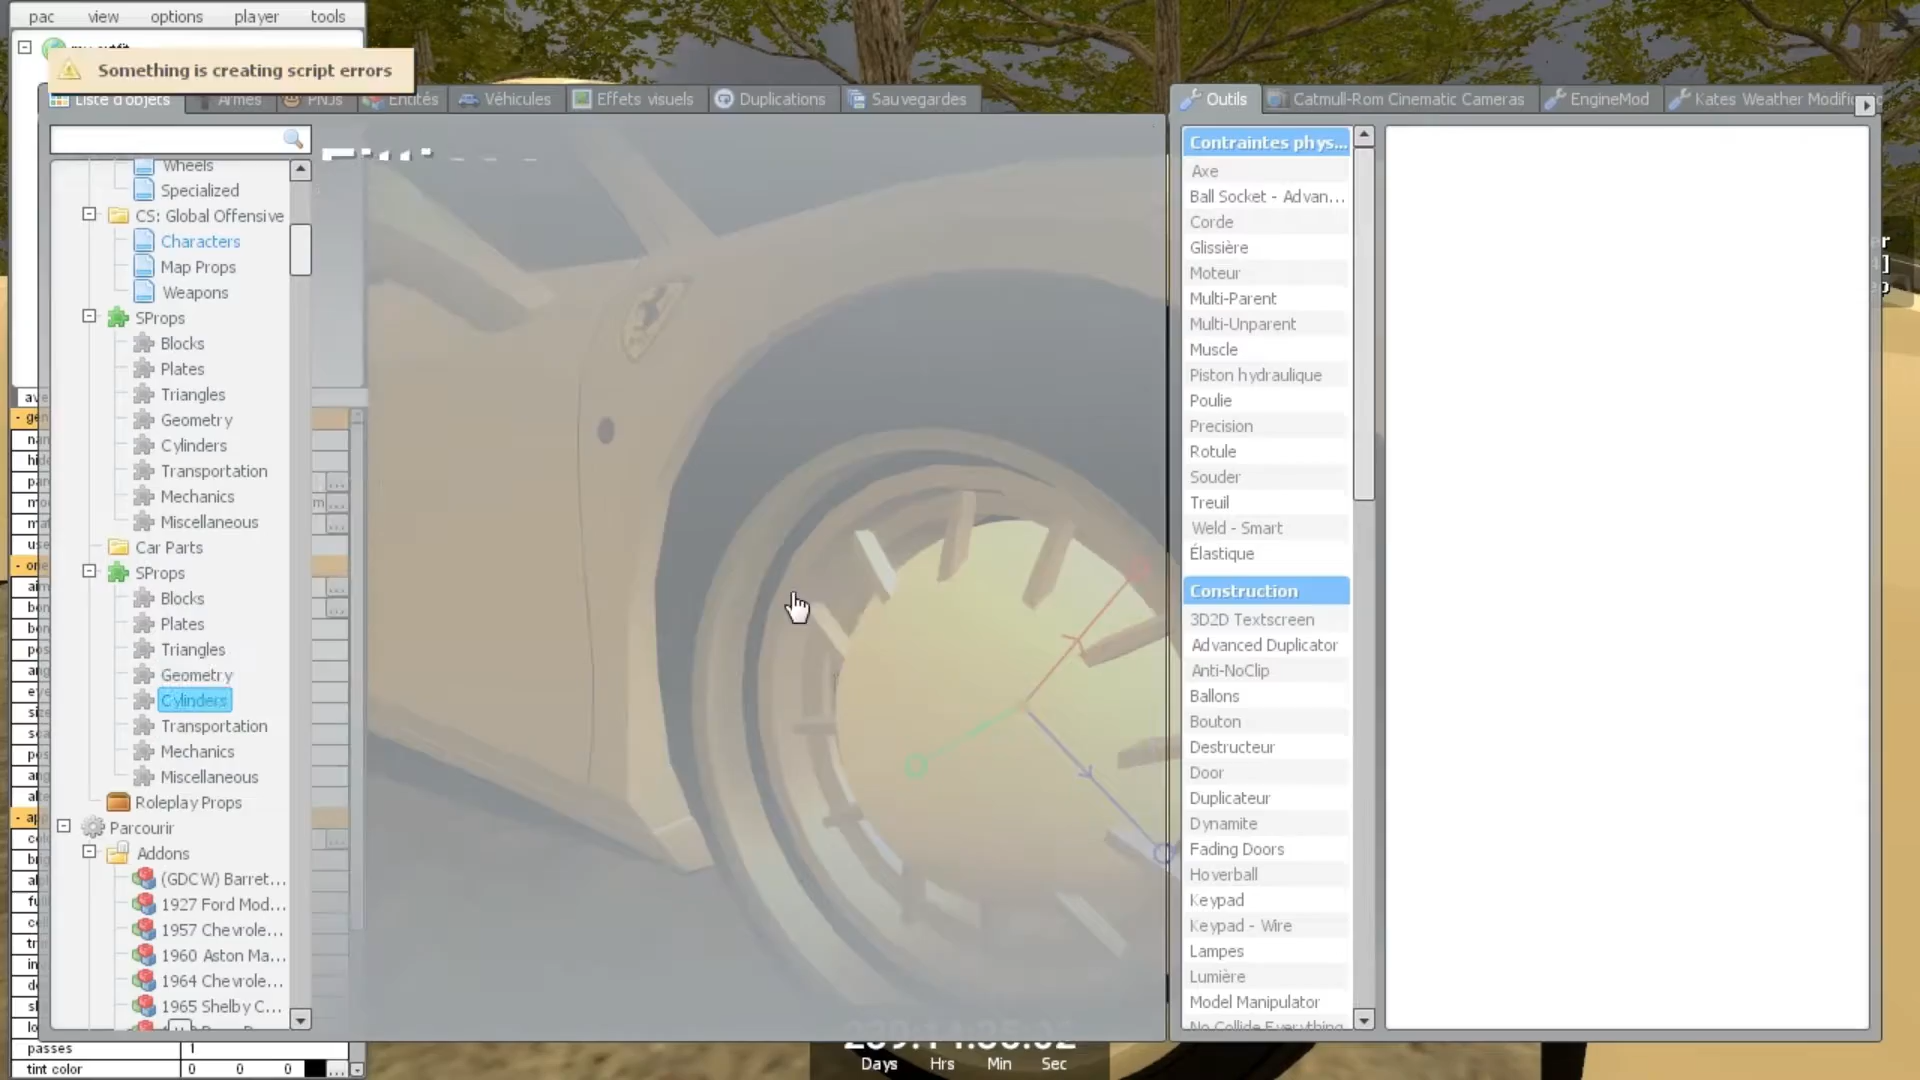 pac view options player tools
Something is creating script errors
Liste d'objets Armes PNJs Entités Véhicules Effets visuels Duplications Sauvegardes
Wheels
Specialized
CS: Global Offensive
Characters
Map Props
Weapons
SProps
Blocks
Plates
Triangles
Geometry
Cylinders
Transportation
Mechanics
Miscellaneous
Car Parts
SProps
Blocks
Plates
Triangles
Geometry
Cylinders
Transportation
Mechanics
Miscellaneous
Roleplay Props
Parcourir
Addons
(GDCW) Barret...
1927 Ford Mod...
1957 Chevrole...
1960 Aston Ma...
1964 Chevrole...
1965 Shelby C...
passes 1
tint color 0 0 0
Days Hrs Min Sec
Outils Catmull-Rom Cinematic Cameras EngineMod Kates Weather
Contraintes phys...
Axe
Ball Socket - Advan...
Corde
Glissière
Moteur
Multi-Parent
Multi-Unparent
Muscle
Piston hydraulique
Poulie
Precision
Rotule
Souder
Treuil
Weld - Smart
Élastique
Construction
3D2D Textscreen
Advanced Duplicator
Anti-NoClip
Ballons
Bouton
Destructeur
Door
Duplicateur
Dynamite
Fading Doors
Hoverball
Keypad
Keypad - Wire
Lampes
Lumière
Model Manipulator
No Collide Everything